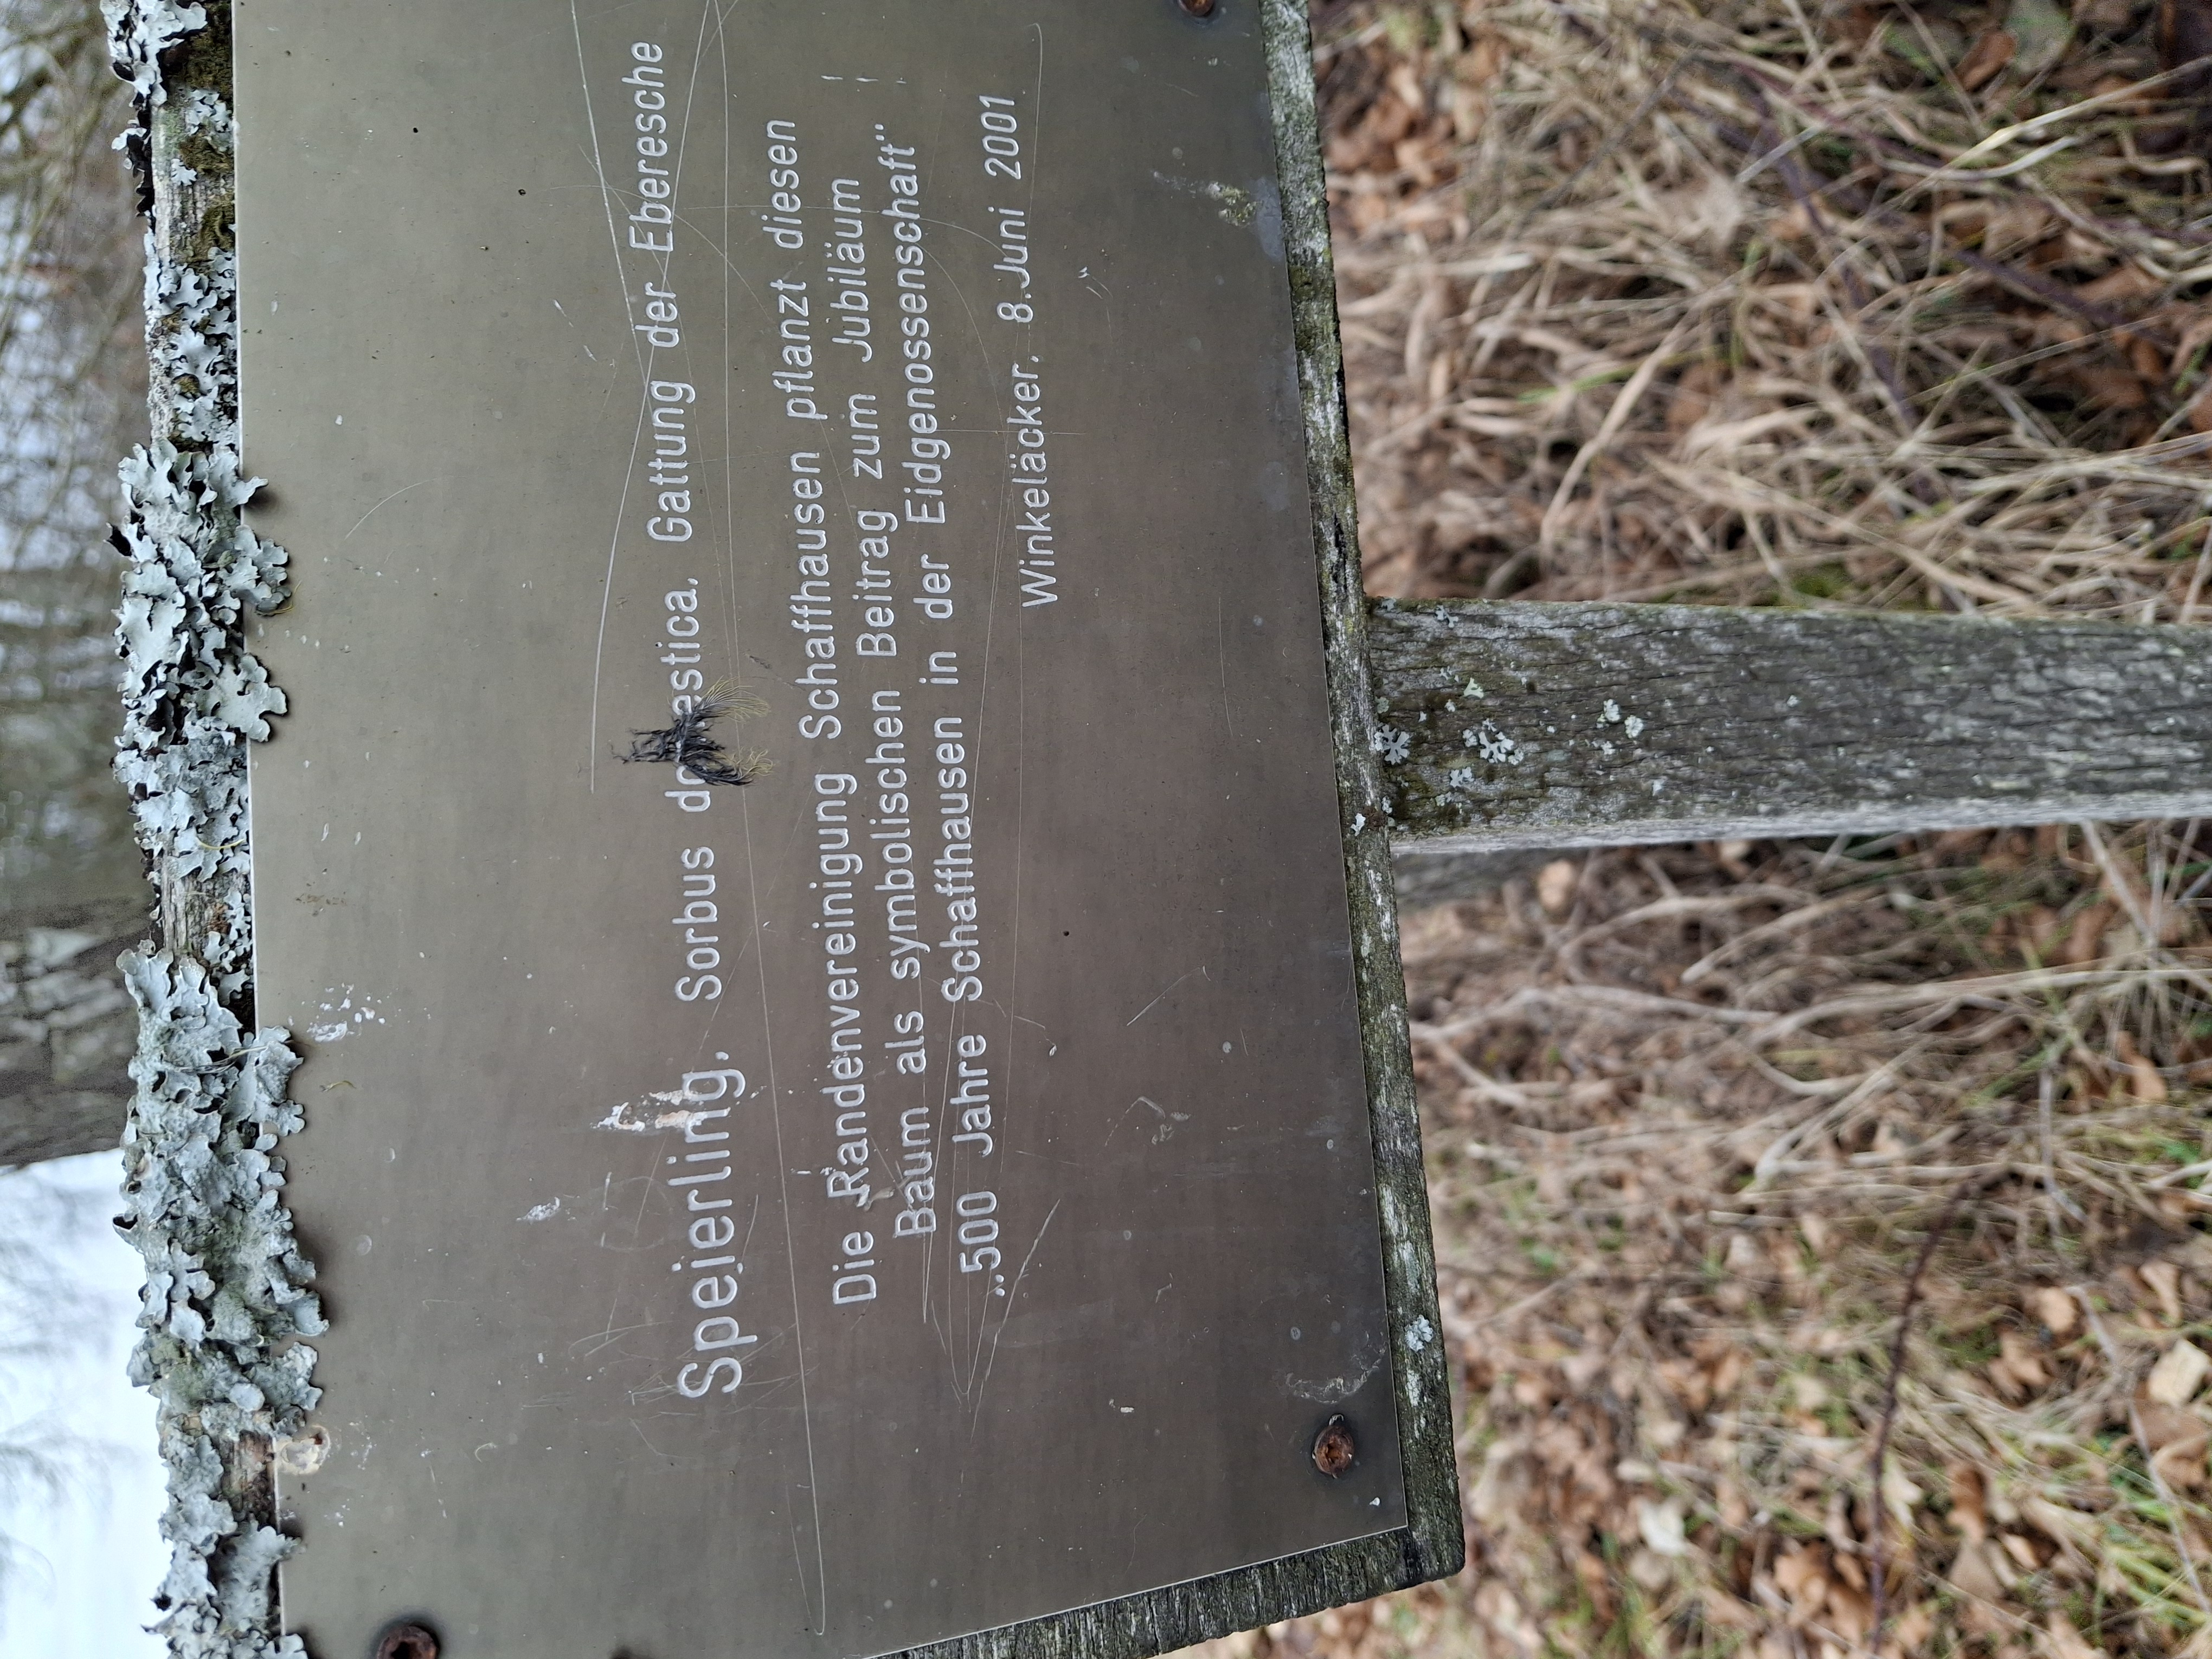 Speierling, Sorbus domestica, Gattung der Eberesche
Die Randenvereinigung Schaffhausen pflanzt diesen
Baum als symbolischen Beitrag zum Jubiläum
„500 Jahre Schaffhausen in der Eidgenossenschaft"
Winkeläcker, 8.Juni 2001